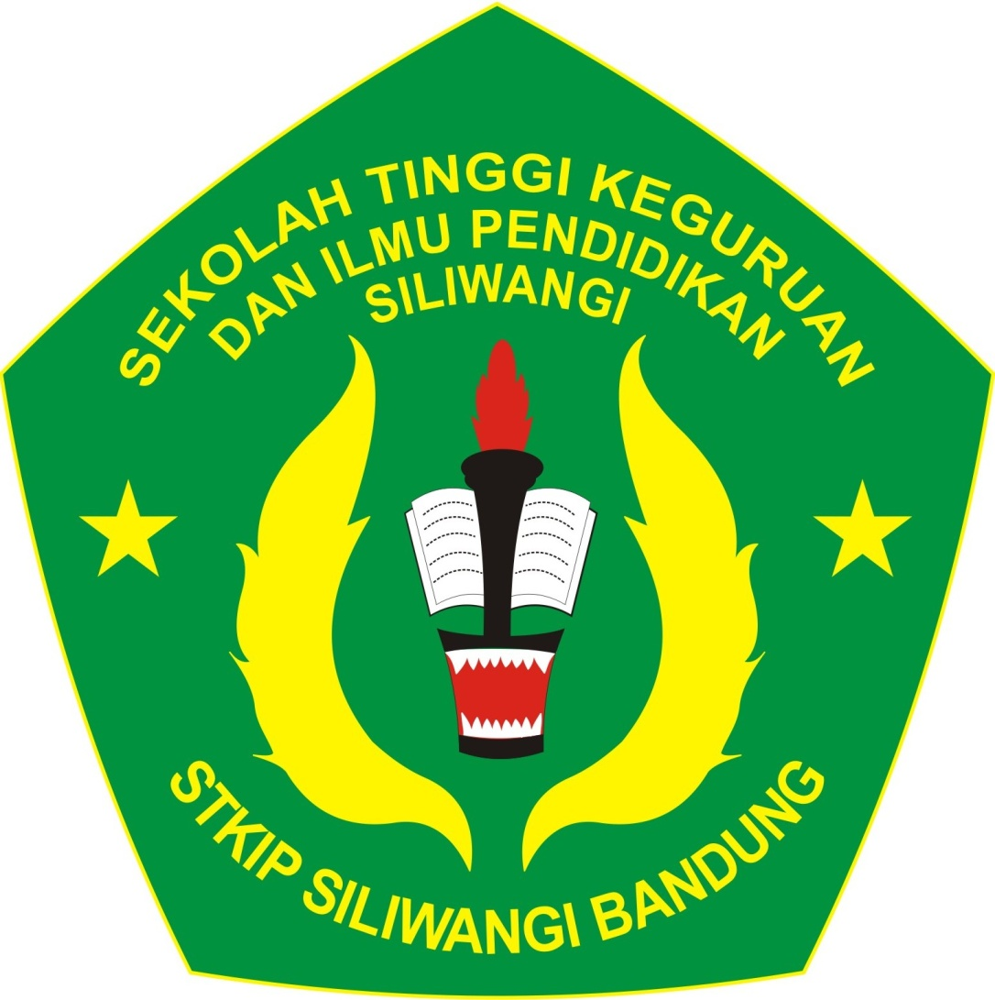 SEKOLAH TINGGI KEGURUAN
DAN ILMU PENDIDIKAN
SILIWANGI
STKIP SILIWANGI BANDUNG